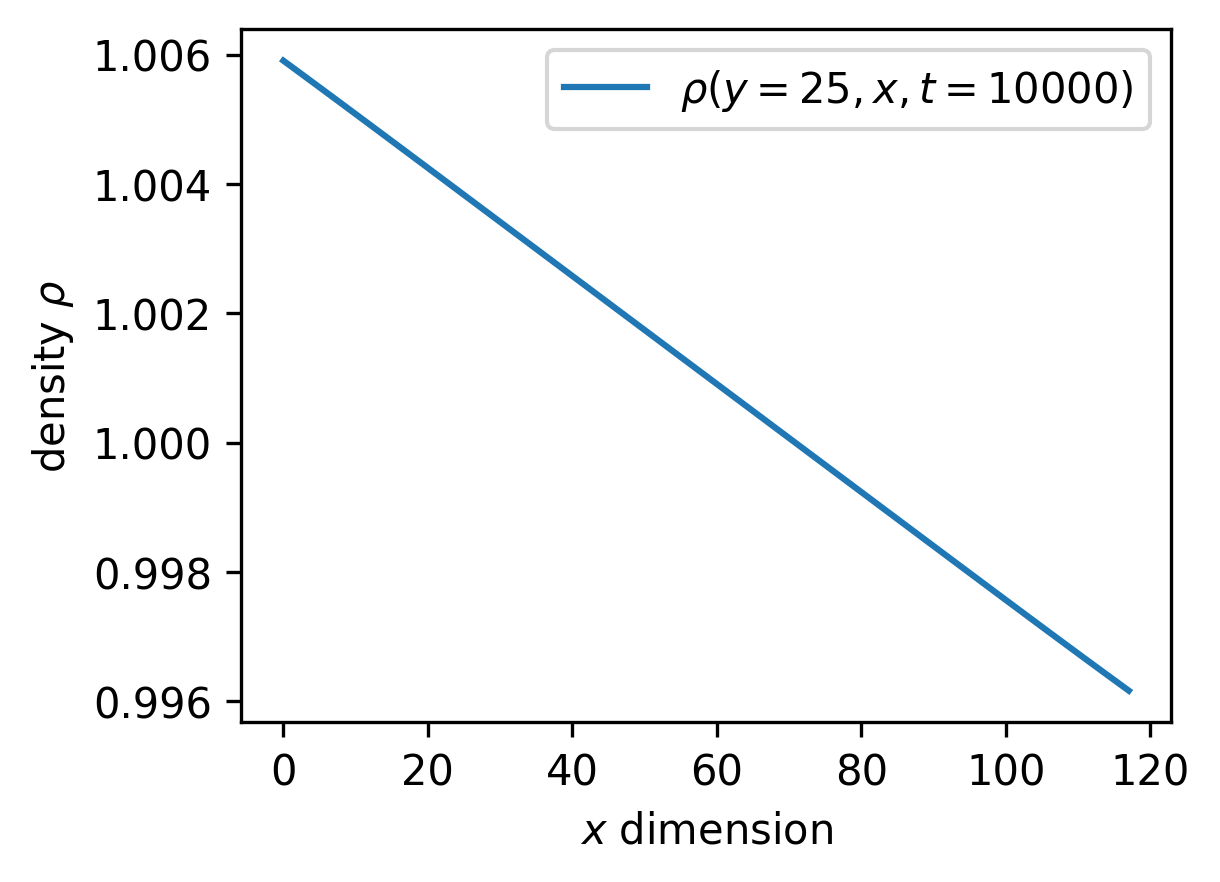 1.006
1.004
1.002
1.000
0.998
0.996
density ρ
ρ(y = 25, x, t = 10000)
0 20 40 60 80 100 120
x dimension